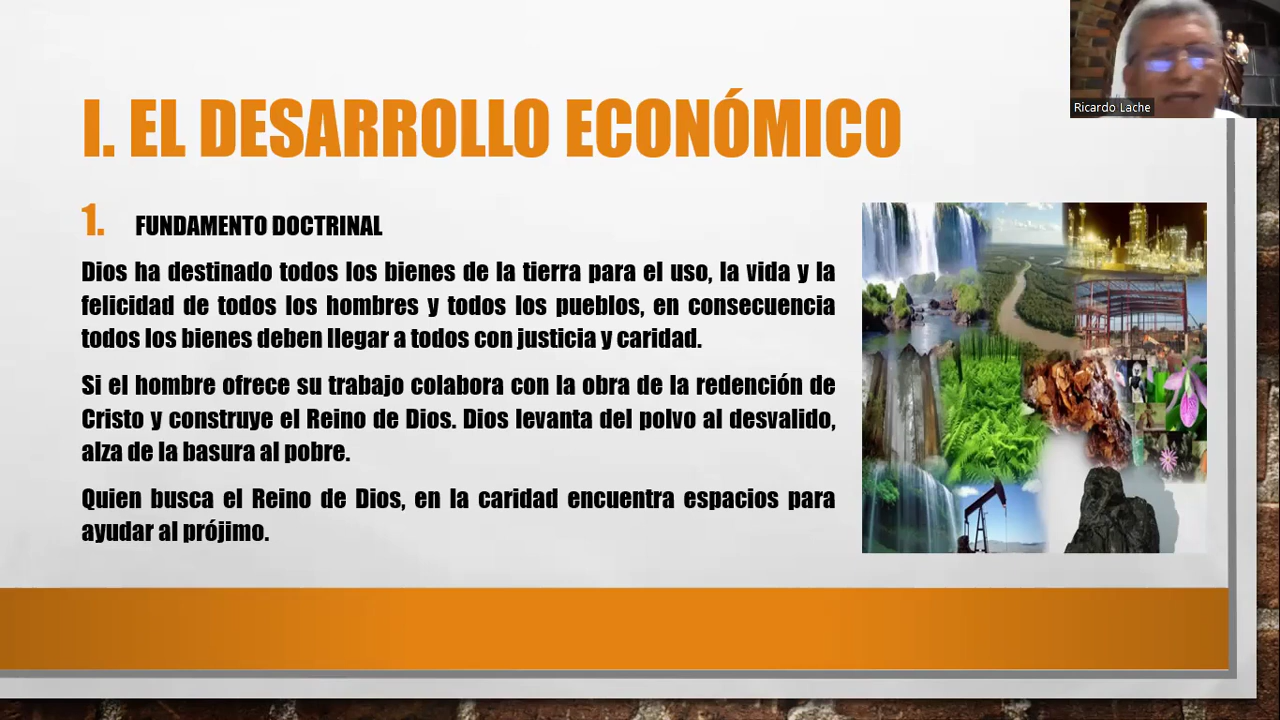 Ricardo Lache
I. EL DESARROLLO ECONÓMICO
1. FUNDAMENTO DOCTRINAL
Dios ha destinado todos los bienes de la tierra para el uso, la vida y la
felicidad de todos los hombres y todos los pueblos, en consecuencia
todos los bienes deben llegar a todos con justicia y caridad.
Si el hombre ofrece su trabajo colabora con la obra de la redención de
Cristo y construye el Reino de Dios. Dios levanta del polvo al desvalido,
alza de la basura al pobre.
Quien busca el Reino de Dios, en la caridad encuentra espacios para
ayudar al prójimo.